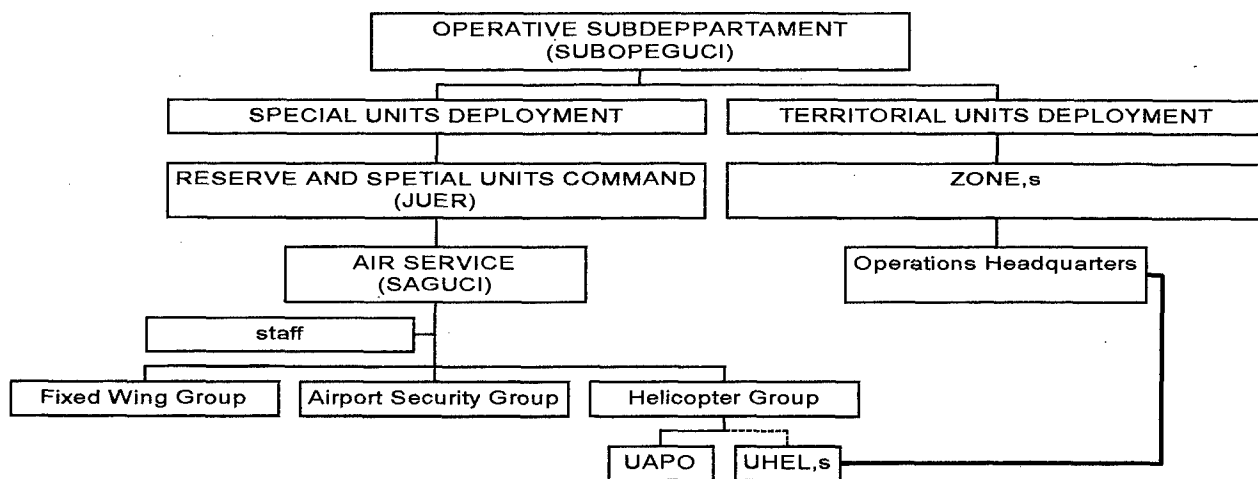 OPERATIVE SUBDEPPARTAMENT
(SUBOPEGUCI)
SPECIAL UNITS DEPLOYMENT
TERRITORIAL UNITS DEPLOYMENT
RESERVE AND SPETIAL UNITS COMMAND
(JUER)
ZONE,s
AIR SERVICE
(SAGUCI)
Operations Headquarters
staff
Fixed Wing Group
Airport Security Group
Helicopter Group
UAPO
UHEL,s